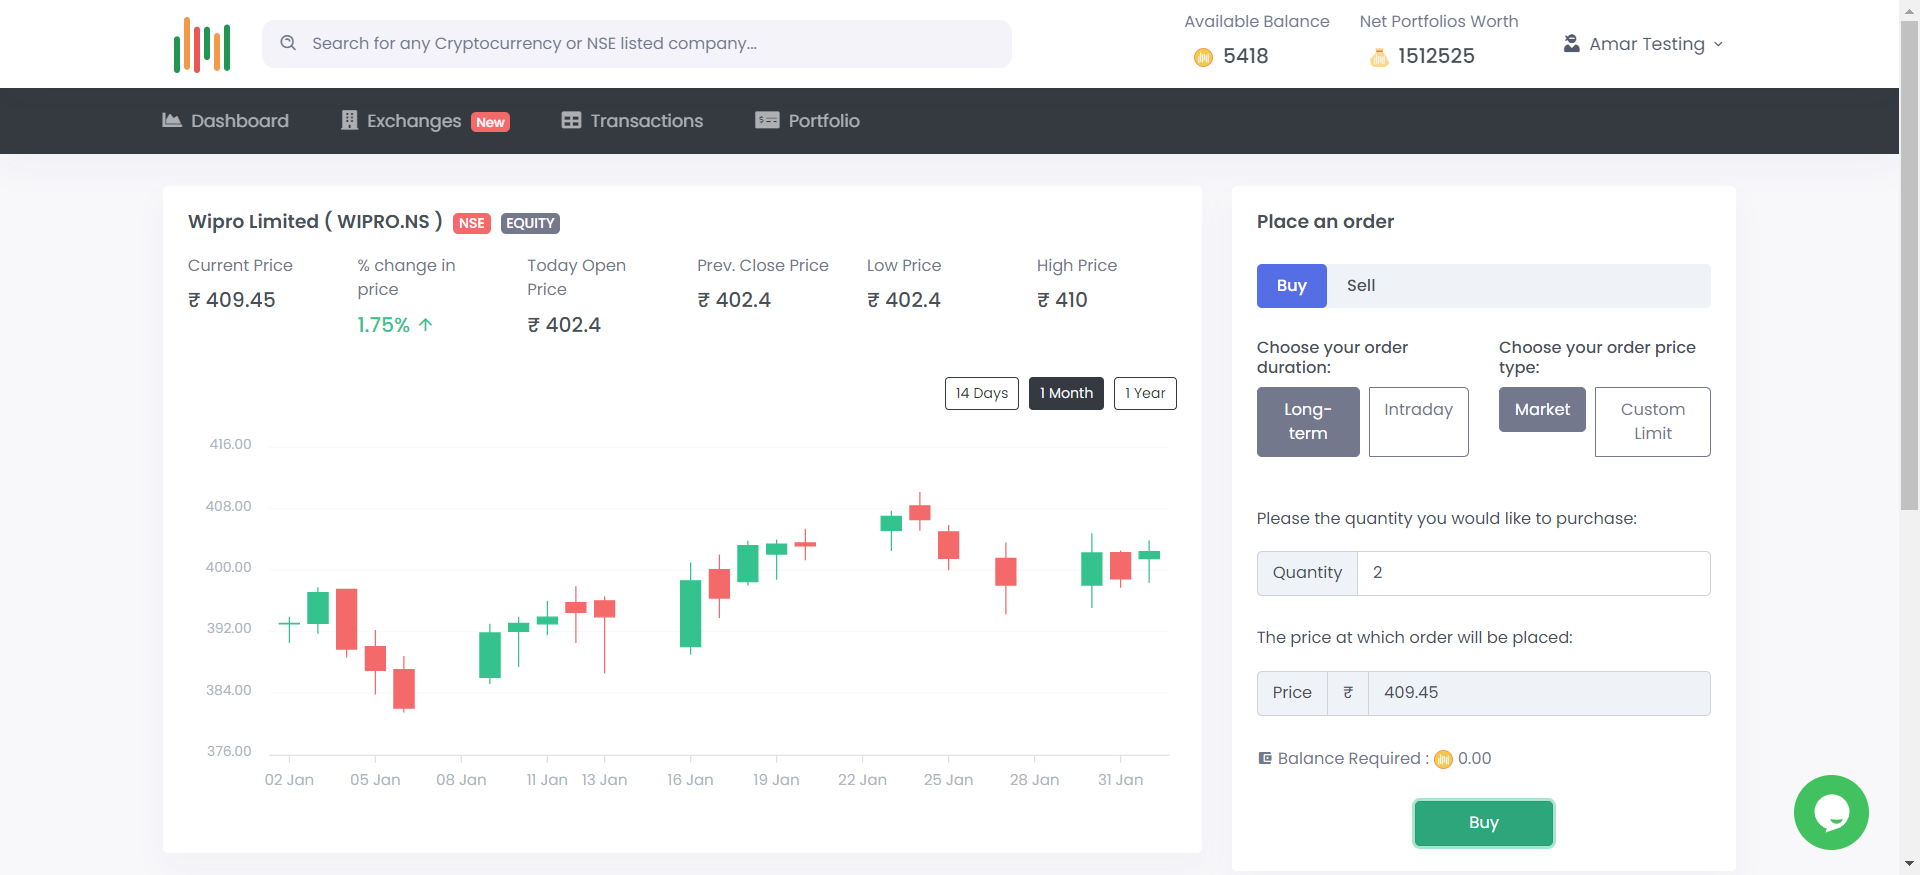 Search for any Cryptocurrency or NSE listed company...
Available Balance
5418
Net Portfolios Worth
1512525
Amar Testing
Dashboard
Exchanges New
Transactions
Portfolio
Wipro Limited ( WIPRO.NS ) NSE EQUITY
Current Price
₹ 409.45
% change in
price
1.75%
Today Open
Price
₹ 402.4
Prev. Close Price
₹ 402.4
Low Price
₹ 402.4
High Price
₹ 410
14 Days
1 Month
1 Year
416.00
408.00
400.00
392.00
384.00
376.00
02 Jan
05 Jan
08 Jan
11 Jan
13 Jan
16 Jan
19 Jan
22 Jan
25 Jan
28 Jan
31 Jan
Place an order
Buy
Sell
Choose your order
duration:
Long-
term
Intraday
Choose your order price
type:
Market
Custom
Limit
Please the quantity you would like to purchase:
Quantity 2
The price at which order will be placed:
Price ₹ 409.45
Balance Required : 0.00
Buy